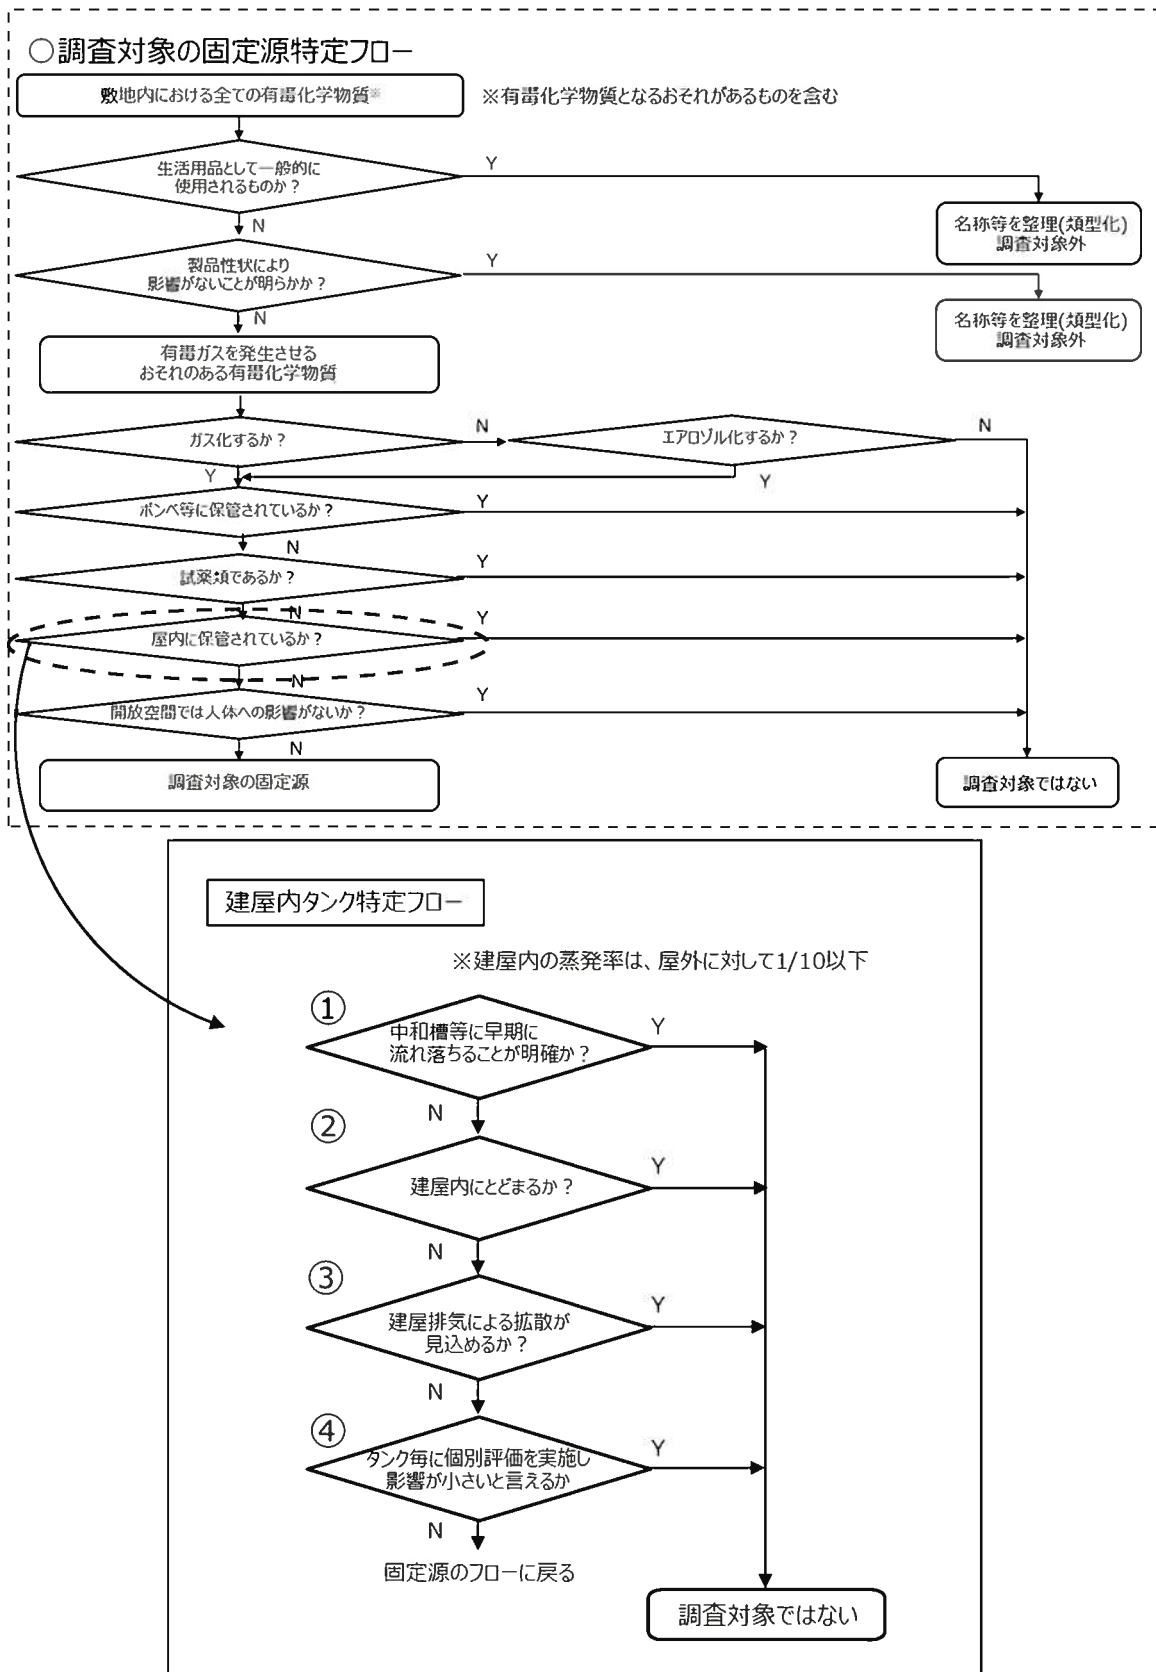 ○調査対象の固定源特定フロー
敷地内における全ての有毒化学物質※
※有毒化学物質となるおそれがあるものを含む
生活用品として一般的に
使用されるものか？
Y
N
名称等を整理(類型化)
調査対象外
製品性状により
影響がないことが明らかか？
Y
N
名称等を整理(類型化)
調査対象外
有毒ガスを発生させる
おそれのある有毒化学物質
ガス化するか？
N
エアロゾル化するか？
N
Y
Y
ボンベ等に保管されているか？
Y
N
試薬類であるか？
Y
N
屋内に保管されているか？
Y
N
開放空間では人体への影響がないか？
Y
N
調査対象の固定源
調査対象ではない
建屋内タンク特定フロー
※建屋内の蒸発率は、屋外に対して1/10以下
①
中和槽等に早期に
流れ落ちることが明確か？
Y
N
②
建屋内にとどまるか？
Y
N
③
建屋排気による拡散が
見込めるか？
Y
N
④
タンク毎に個別評価を実施し
影響が小さいと言えるか
Y
N
固定源のフローに戻る
調査対象ではない